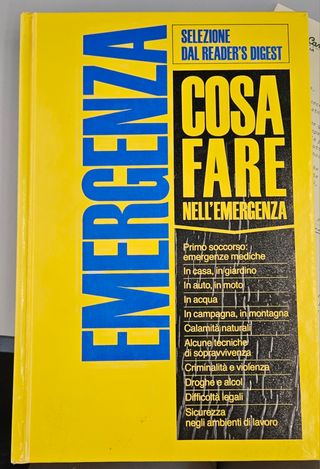 SELEZIONE
DAL READER'S DIGEST
EMERGENZA
COSA
FARE
NELL'EMERGENZA
Primo soccorso:
emergenze mediche
In casa, in giardino
In auto, in moto
In acqua
In campagna, in montagna
Calamità naturali
Alcune tecniche
di sopravvivenza
Criminalità e violenza
Droghe e alcol
Difficoltà legali
Sicurezza
negli ambienti di lavoro